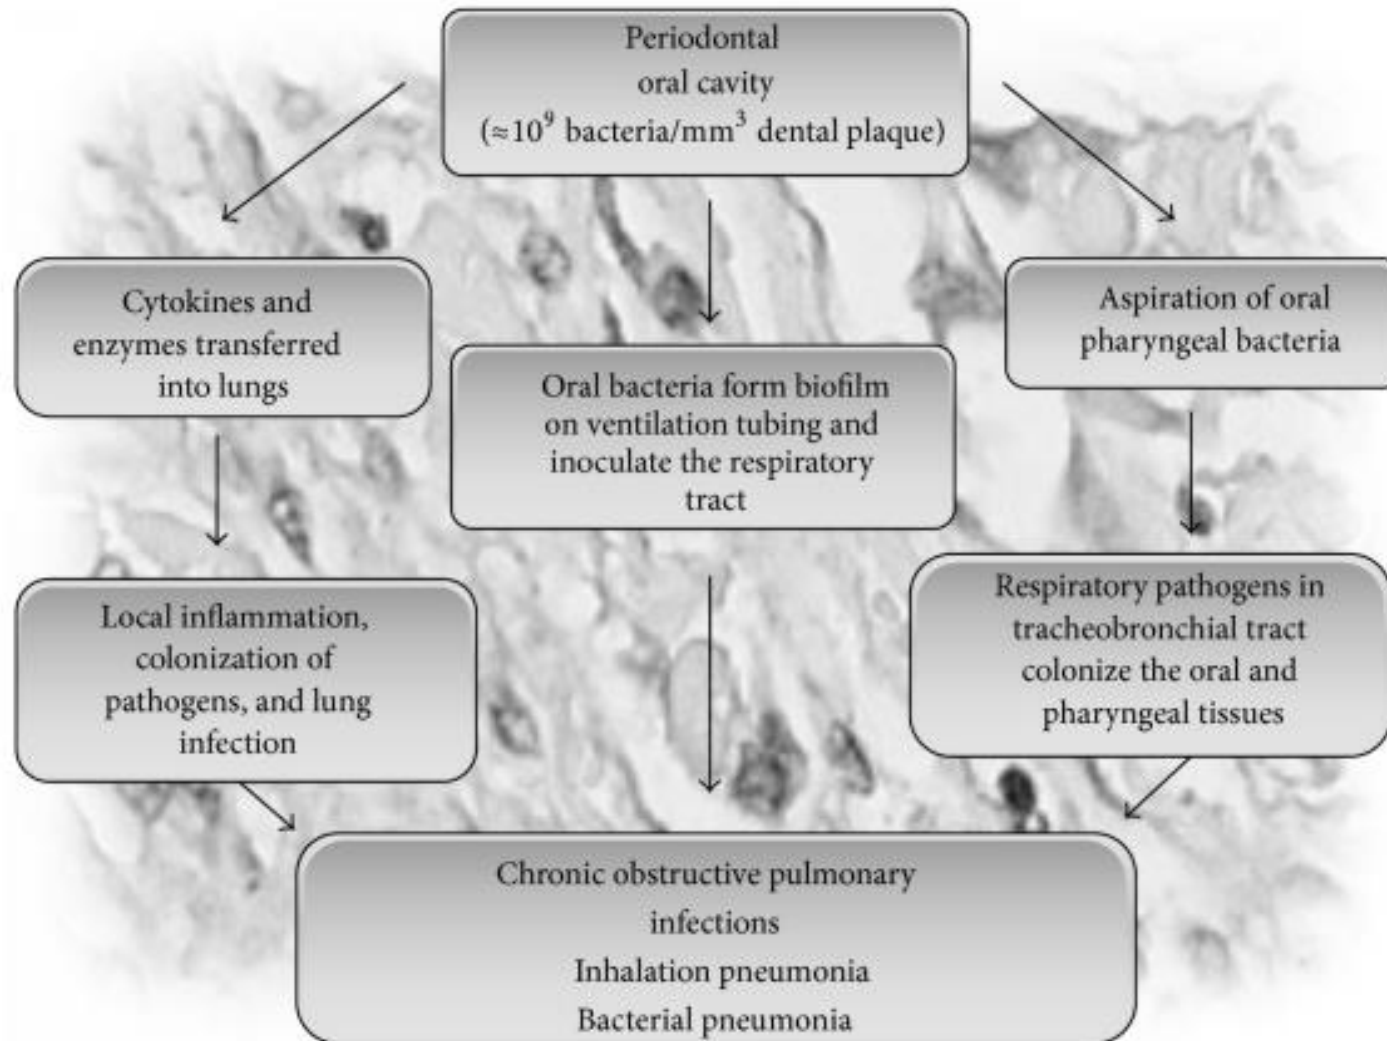 Periodontal
oral cavity
(≈10⁹ bacteria/mm³ dental plaque)
Cytokines and
enzymes transferred
into lungs
Oral bacteria form biofilm
on ventilation tubing and
inoculate the respiratory
tract
Aspiration of oral
pharyngeal bacteria
Local inflammation,
colonization of
pathogens, and lung
infection
Respiratory pathogens in
tracheobronchial tract
colonize the oral and
pharyngeal tissues
Chronic obstructive pulmonary
infections
Inhalation pneumonia
Bacterial pneumonia